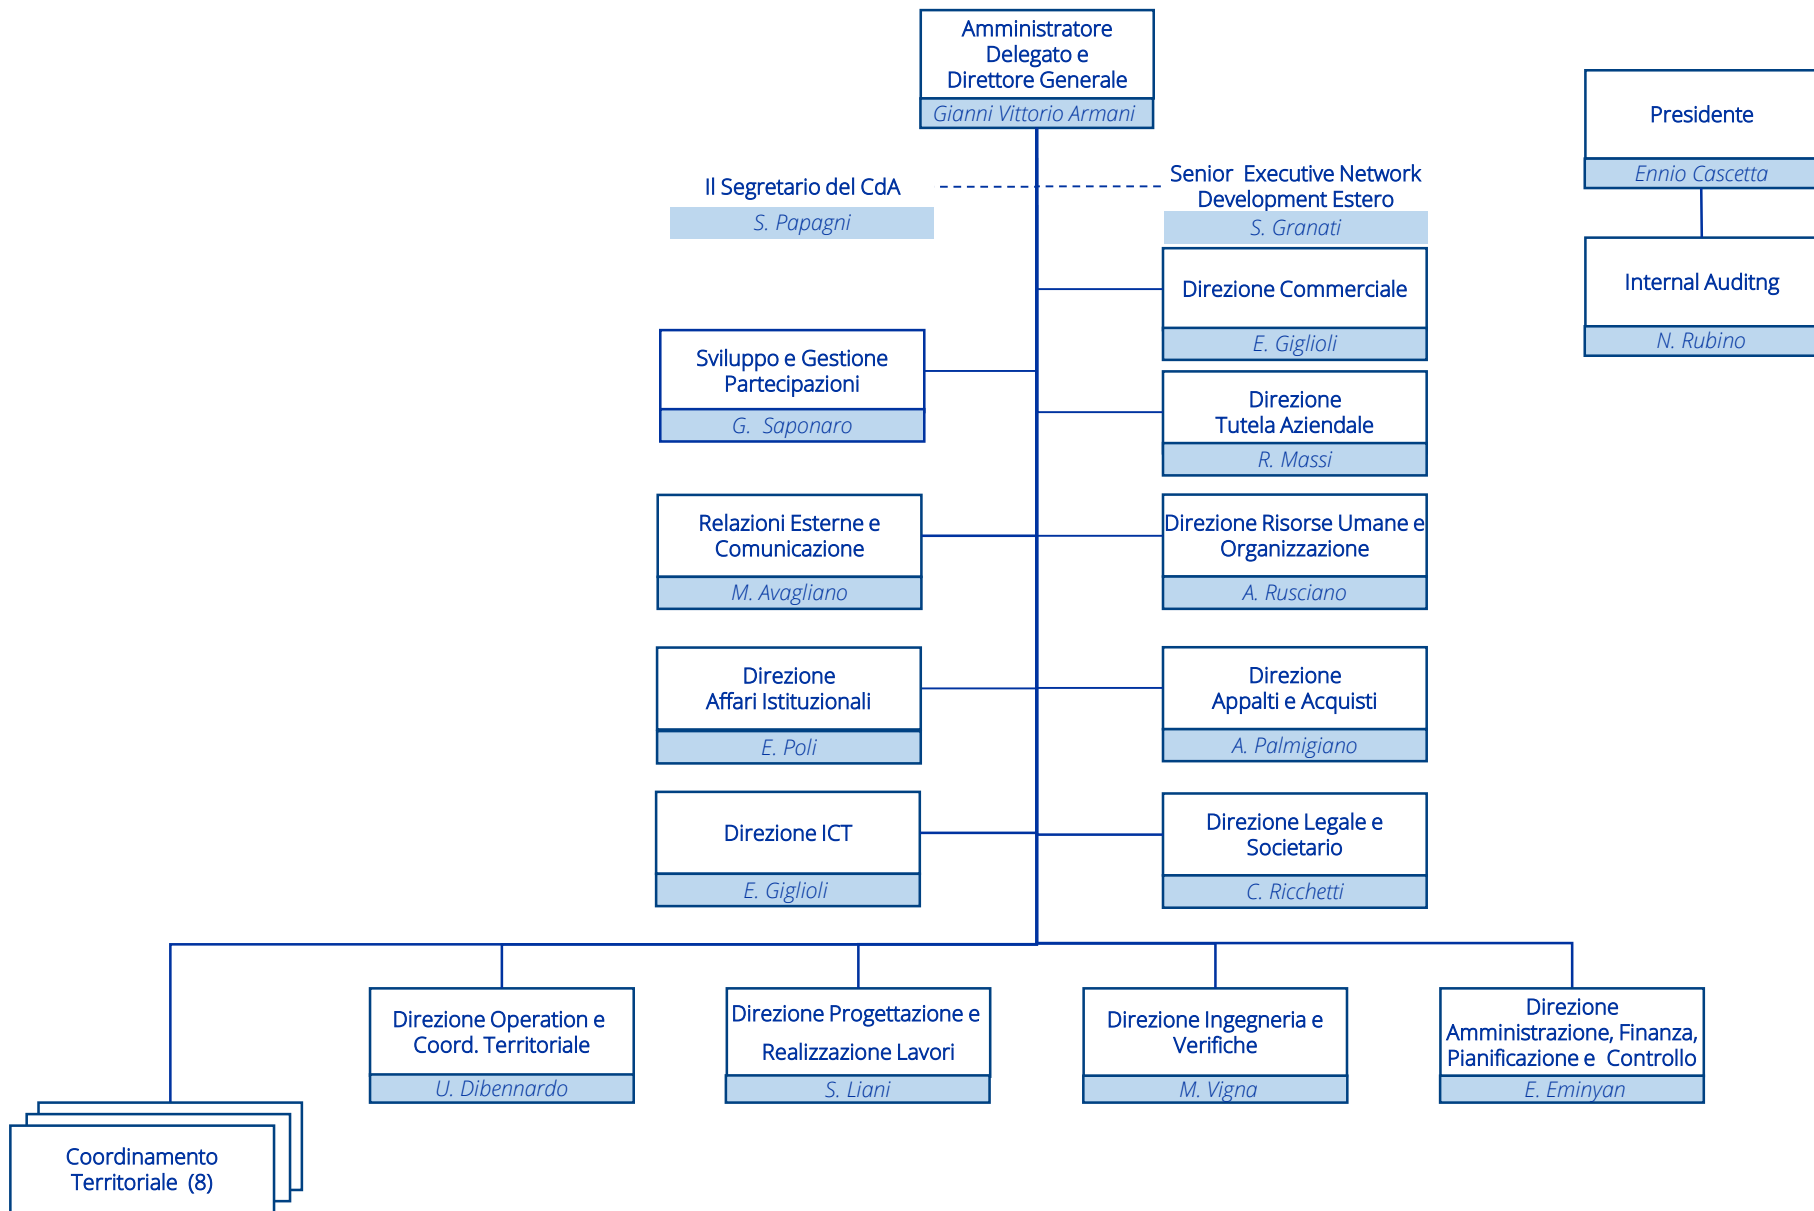 Amministratore
Delegato e
Direttore Generale
Gianni Vittorio Armani
Presidente
Ennio Cascetta
Internal Auditng
N. Rubino
Il Segretario del CdA
S. Papagni
Senior Executive Network
Development Estero
S. Granati
Direzione Commerciale
E. Giglioli
Sviluppo e Gestione
Partecipazioni
G. Saponaro
Direzione
Tutela Aziendale
R. Massi
Relazioni Esterne e
Comunicazione
M. Avagliano
Direzione Risorse Umane e
Organizzazione
A. Rusciano
Direzione
Affari Istituzionali
E. Poli
Direzione
Appalti e Acquisti
A. Palmigiano
Direzione ICT
E. Giglioli
Direzione Legale e
Societario
C. Ricchetti
Direzione Operation e
Coord. Territoriale
U. Dibennardo
Direzione Progettazione e
Realizzazione Lavori
S. Liani
Direzione Ingegneria e
Verifiche
M. Vigna
Direzione
Amministrazione, Finanza,
Pianificazione e Controllo
E. Eminyan
Coordinamento
Territoriale (8)